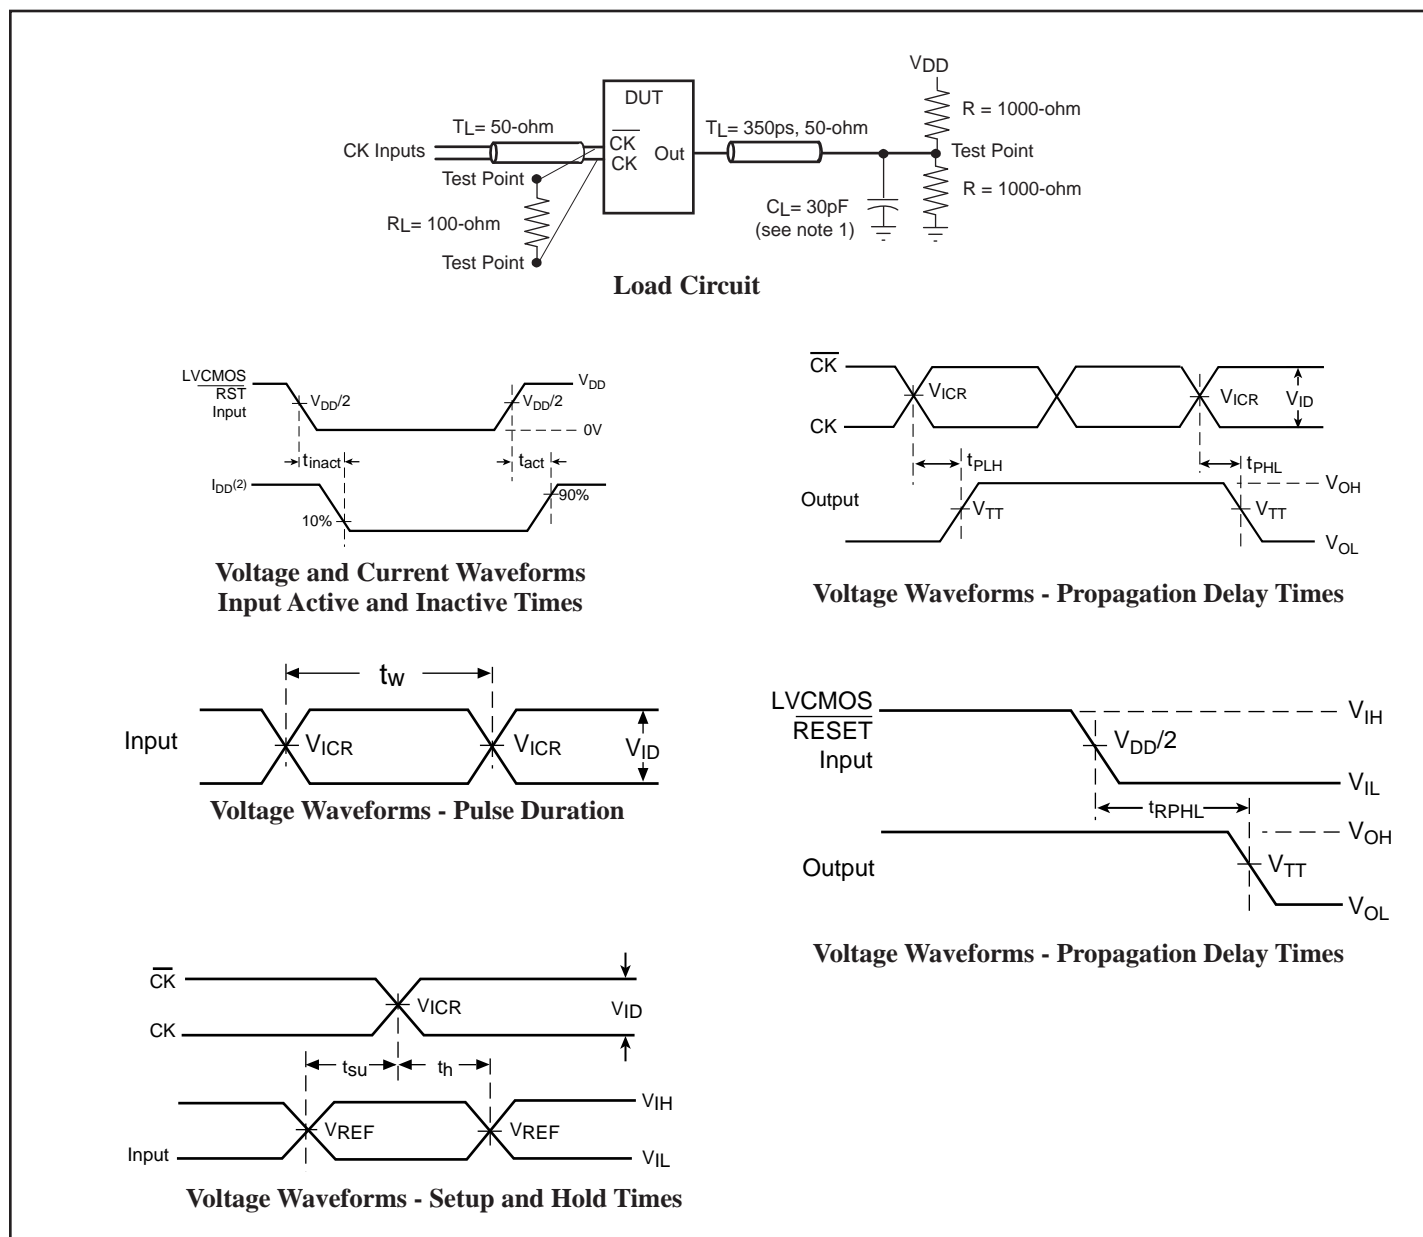 VDD
R = 1000-ohm
DUT
TL= 50-ohm
TL= 350ps, 50-ohm
CK
CK Inputs
CK
Out
Test Point
Test Point
R = 1000-ohm
RL= 100-ohm
CL= 30pF
(see note 1)
Test Point
Load Circuit
LVCMOS
RST
Input
VDD/2
VDD
VDD/2
0V
tinact
tact
IDD(2)
10%
90%
Voltage and Current Waveforms
Input Active and Inactive Times
CK
VICR
VICR
VID
CK
tPLH
tPHL
Output
VTT
VTT
VOH
VOL
Voltage Waveforms - Propagation Delay Times
tW
Input
VICR
VICR
VID
Voltage Waveforms - Pulse Duration
LVCMOS
RESET
Input
VIH
VDD/2
VIL
tRPHL
VOH
Output
VTT
VOL
Voltage Waveforms - Propagation Delay Times
CK
VICR
VID
CK
tsu
th
VIH
VREF
VREF
Input
VIL
Voltage Waveforms - Setup and Hold Times